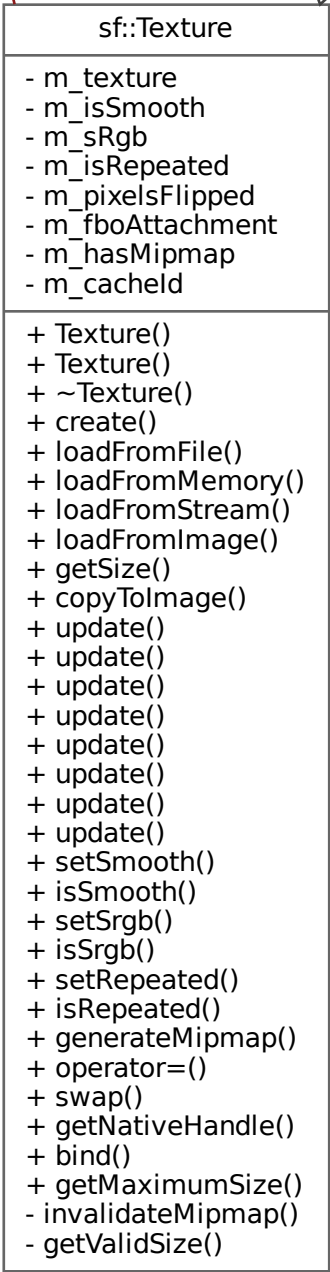 sf::Texture
- m_texture
- m_isSmooth
- m_sRgb
- m_isRepeated
- m_pixelsFlipped
- m_fboAttachment
- m_hasMipmap
- m_cacheId
+ Texture()
+ Texture()
+ ~Texture()
+ create()
+ loadFromFile()
+ loadFromMemory()
+ loadFromStream()
+ loadFromImage()
+ getSize()
+ copyToImage()
+ update()
+ update()
+ update()
+ update()
+ update()
+ update()
+ update()
+ update()
+ setSmooth()
+ isSmooth()
+ setSrgb()
+ isSrgb()
+ setRepeated()
+ isRepeated()
+ generateMipmap()
+ operator=()
+ swap()
+ getNativeHandle()
+ bind()
+ getMaximumSize()
- invalidateMipmap()
- getValidSize()